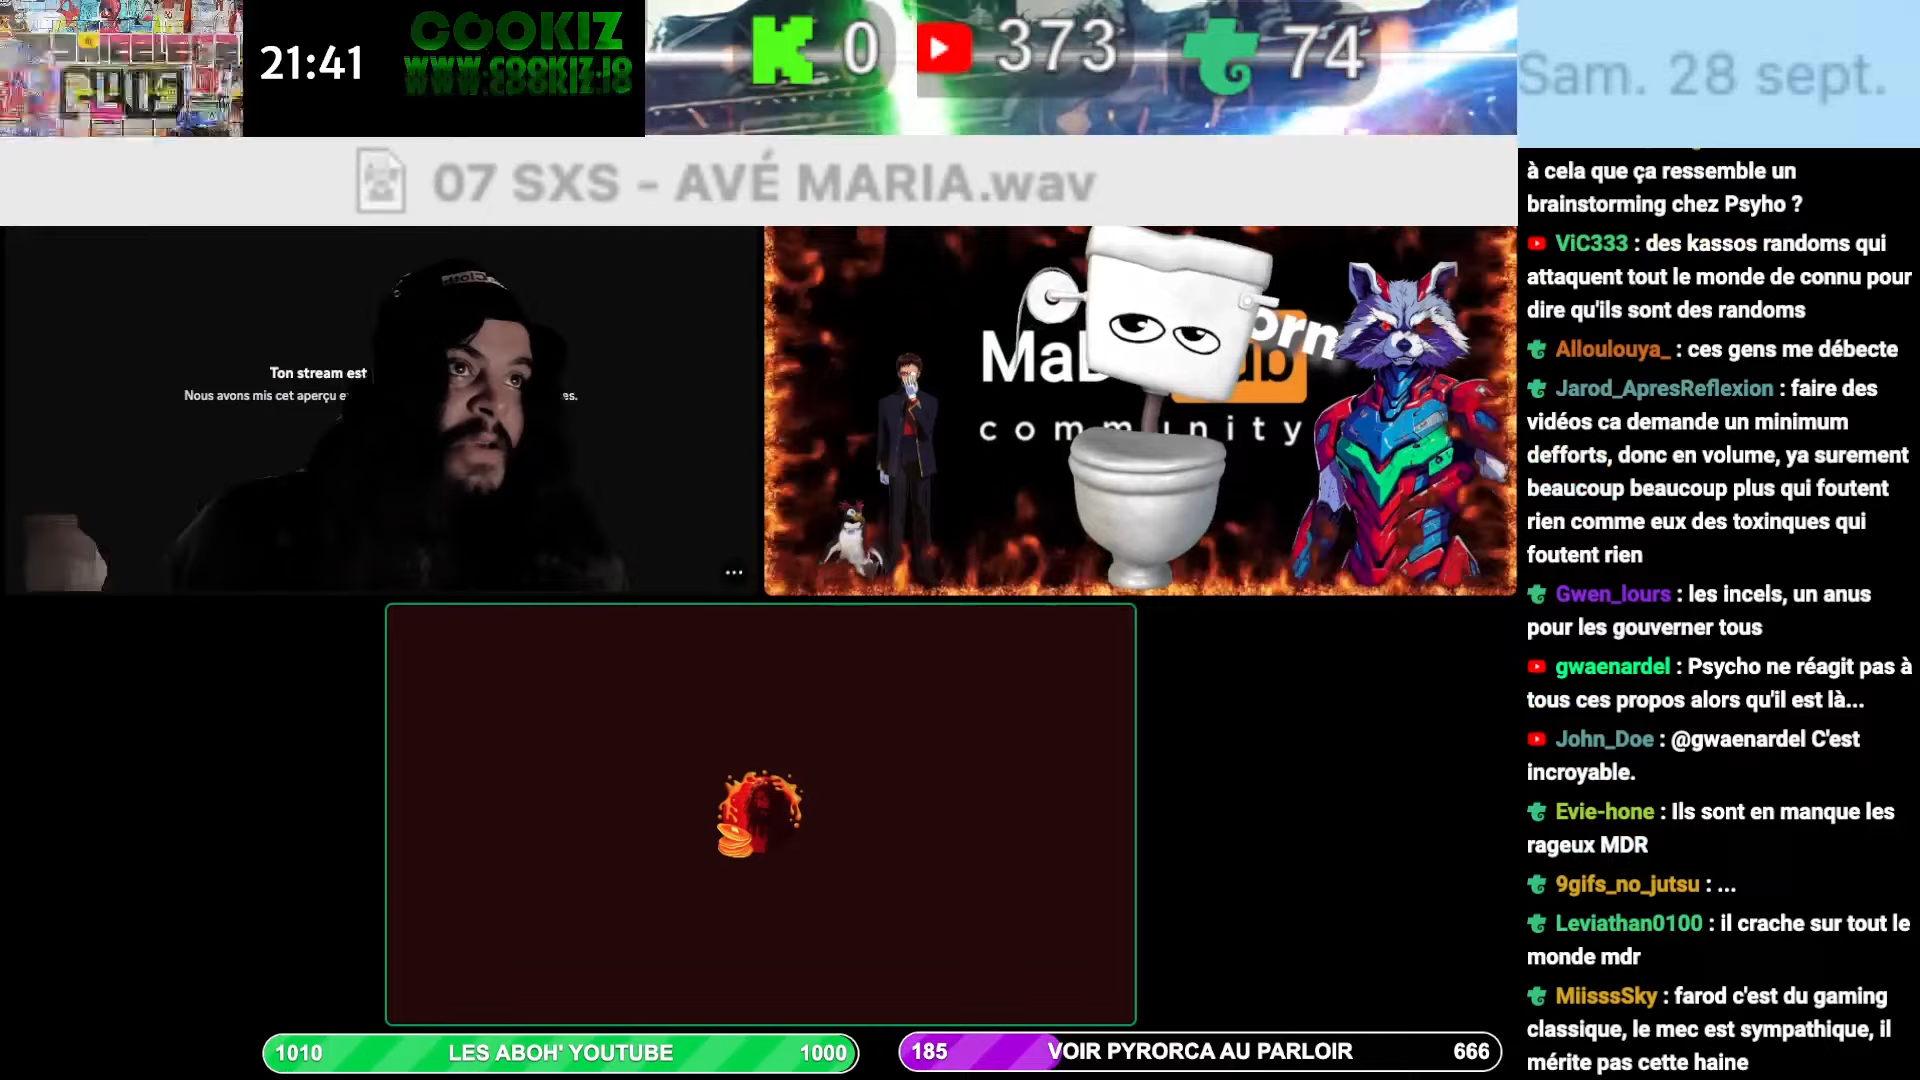 21:41
COOKIZ
WWW.COOKIZ.IO
0
373
74
Sam. 28 sept.
07 SXS - AVÉ MARIA.wav
Ton stream est
Nous avons mis cet aperçu
es.
orn
ub
community
à cela que ça ressemble un
brainstorming chez Psyho ?
ViC333 : des kassos randoms qui
attaquent tout le monde de connu pour
dire qu'ils sont des randoms
Alloulouya_ : ces gens me débecte
Jarod_ApresReflexion : faire des
vidéos ca demande un minimum
defforts, donc en volume, ya surement
beaucoup beaucoup plus qui foutent
rien comme eux des toxinques qui
foutent rien
Gwen_lours : les incels, un anus
pour les gouverner tous
gwaenardel : Psycho ne réagit pas à
tous ces propos alors qu'il est là...
John_Doe : @gwaenardel C'est
incroyable.
Evie-hone : Ils sont en manque les
rageux MDR
9gifs_no_jutsu : ...
Leviathan0100 : il crache sur tout le
monde mdr
MiisssSky : farod c'est du gaming
classique, le mec est sympathique, il
mérite pas cette haine
1010 LES ABOH' YOUTUBE 1000
185 VOIR PYRORCA AU PARLOIR 666